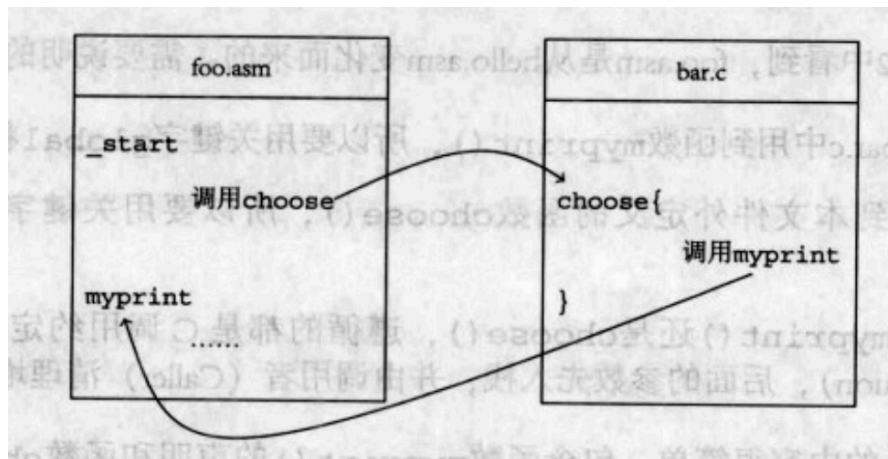 foo.asm
bar.c
_start
调用choose
choose{
调用myprint
myprint
}
......